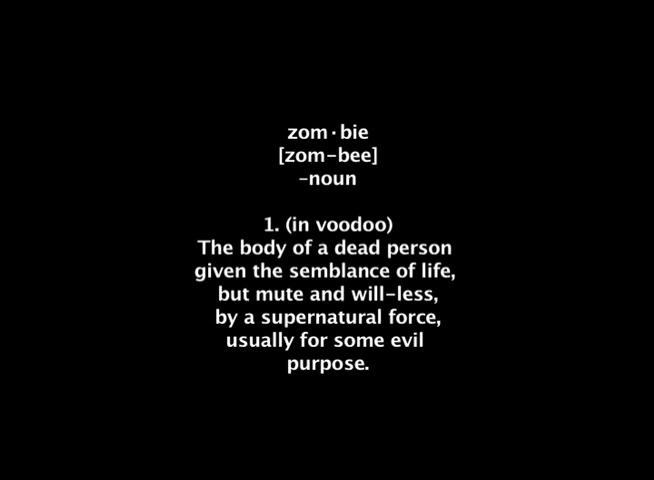 zom·bie
[zom-bee]
-noun
1. (in voodoo)
The body of a dead person
given the semblance of life,
but mute and will-less,
by a supernatural force,
usually for some evil
purpose.